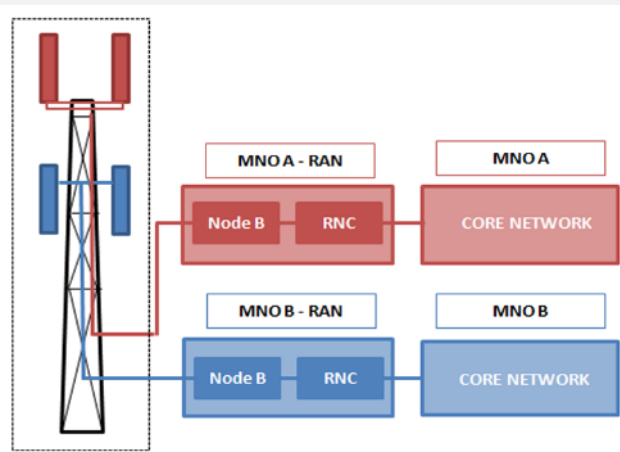 MNO A - RAN
MNO A
Node B
RNC
CORE NETWORK
MNO B - RAN
MNO B
Node B
RNC
CORE NETWORK